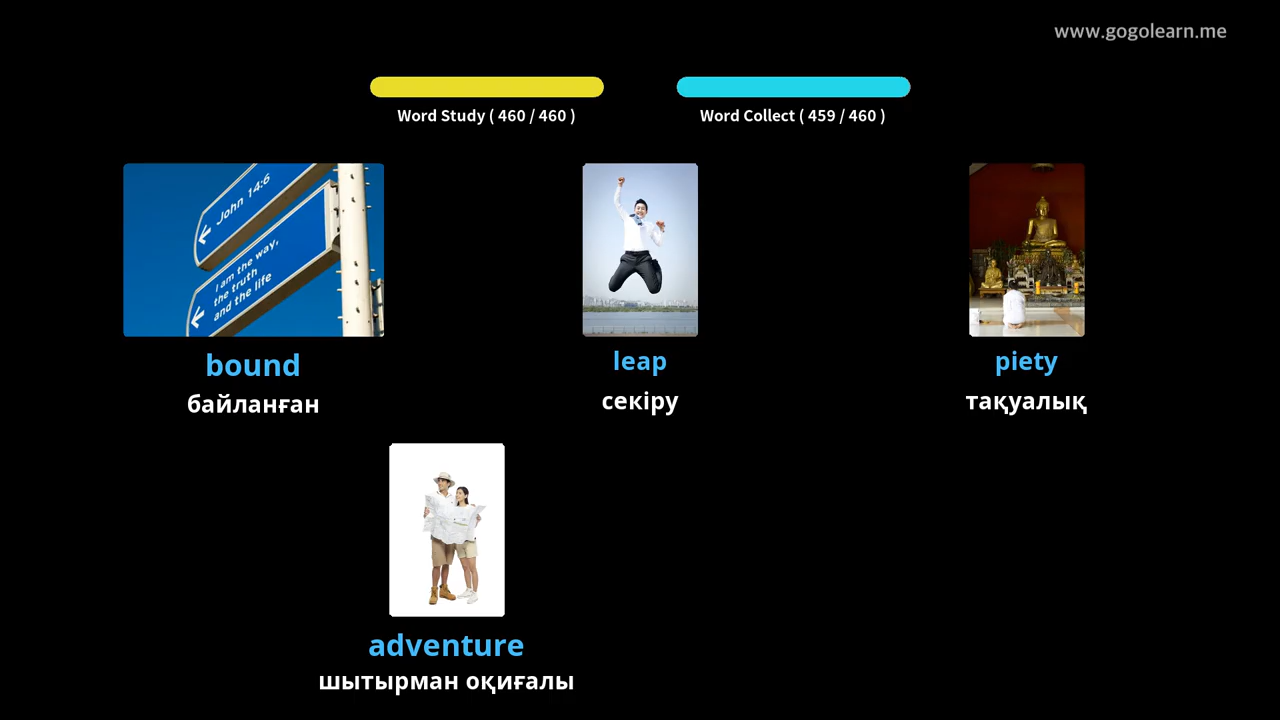 www.gogolearn.me
Word Study ( 460 / 460 )
Word Collect ( 459 / 460 )
John 14:6
I am the way,
the truth
and the life
bound
байланған
leap
секіру
piety
тақуалық
adventure
шытырман оқиғалы